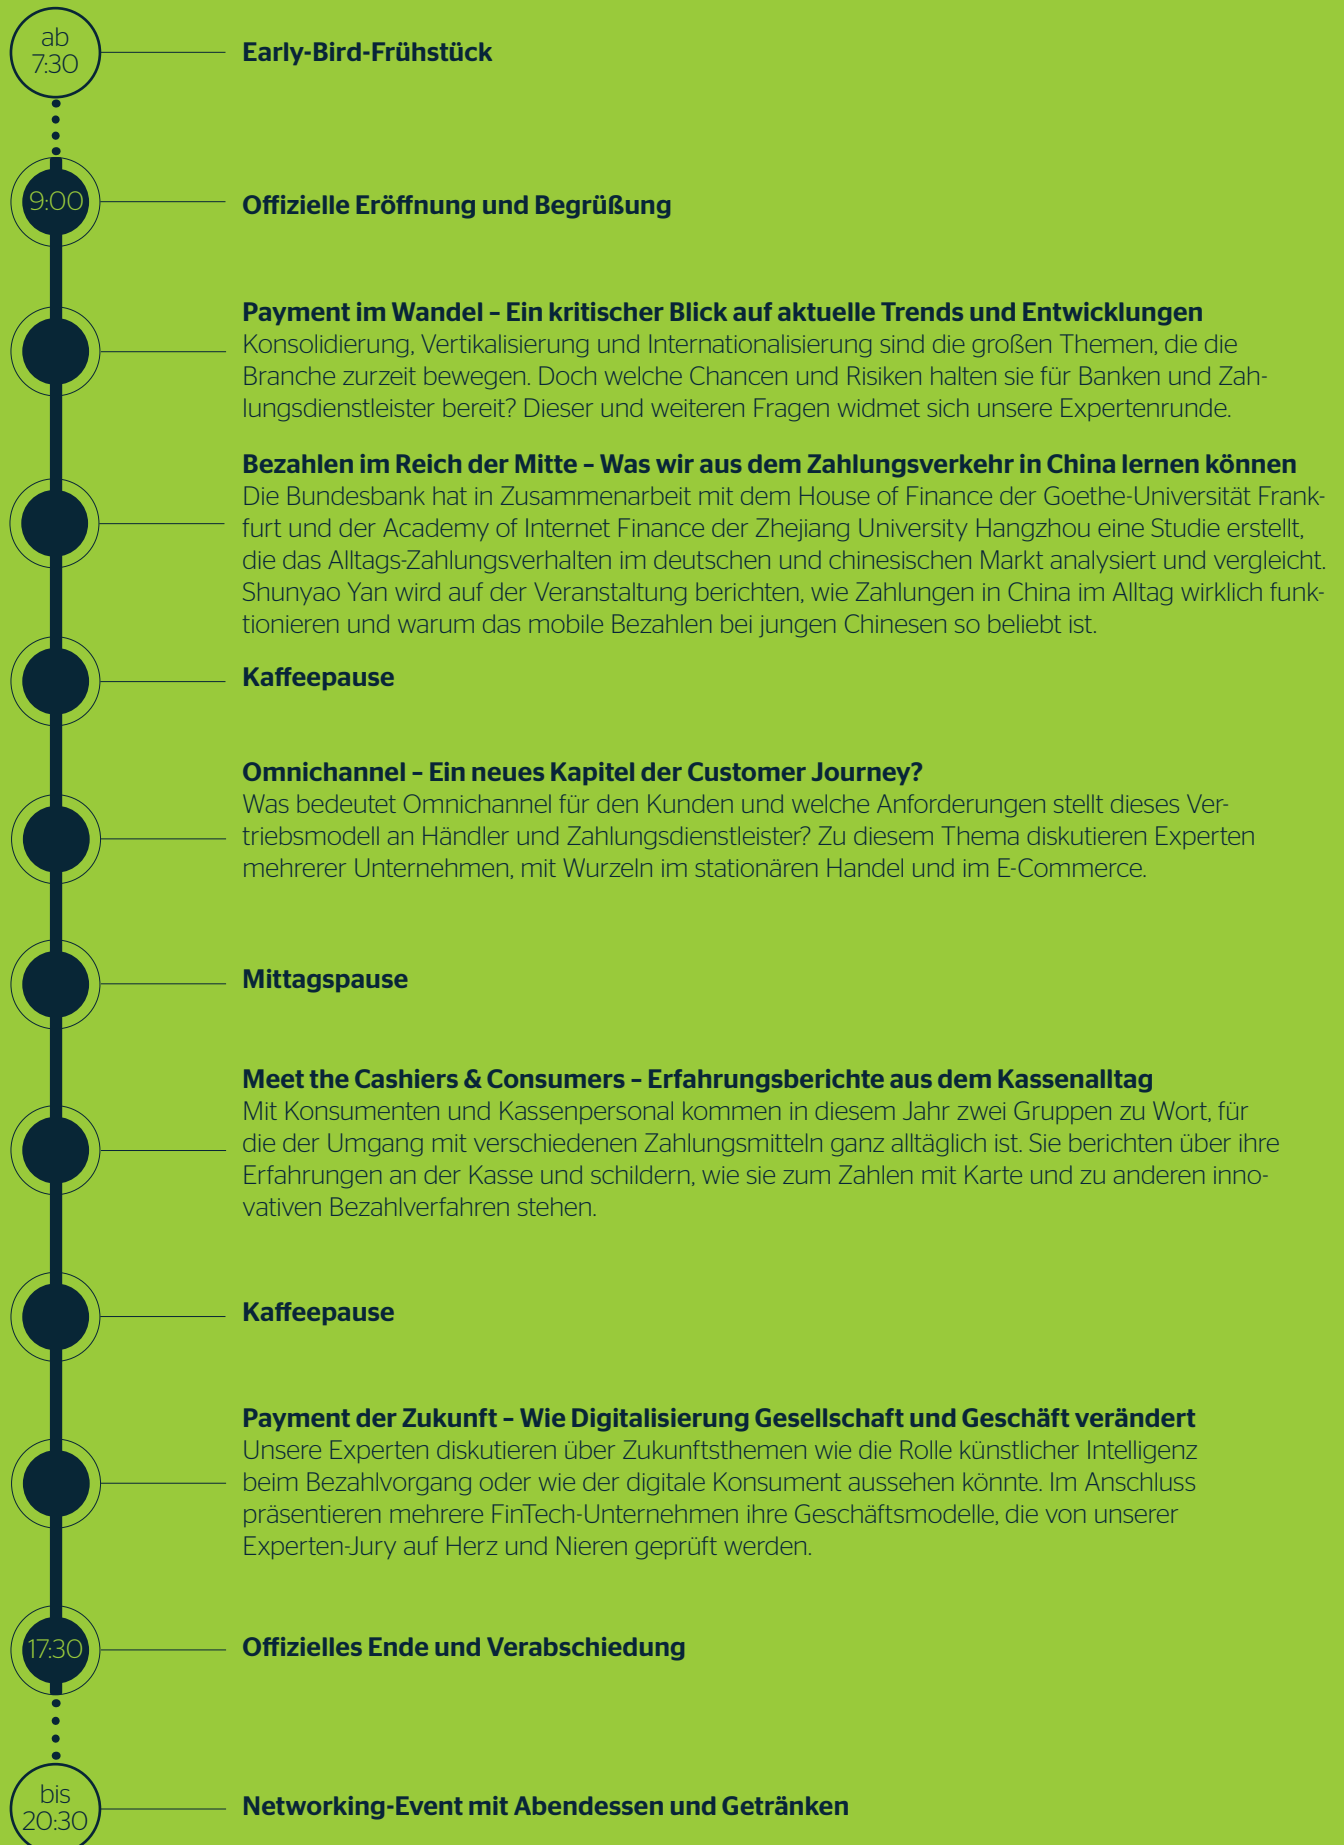 ab
7:30
Early-Bird-Frühstück
9:00
Offizielle Eröffnung und Begrüßung
Payment im Wandel – Ein kritischer Blick auf aktuelle Trends und Entwicklungen
Konsolidierung, Vertikalisierung und Internationalisierung sind die großen Themen, die die
Branche zurzeit bewegen. Doch welche Chancen und Risiken halten sie für Banken und Zah-
lungsdienstleister bereit? Dieser und weiteren Fragen widmet sich unsere Expertenrunde.
Bezahlen im Reich der Mitte – Was wir aus dem Zahlungsverkehr in China lernen können
Die Bundesbank hat in Zusammenarbeit mit dem House of Finance der Goethe-Universität Frank-
furt und der Academy of Internet Finance der Zhejiang University Hangzhou eine Studie erstellt,
die das Alltags-Zahlungsverhalten im deutschen und chinesischen Markt analysiert und vergleicht.
Shunyao Yan wird auf der Veranstaltung berichten, wie Zahlungen in China im Alltag wirklich funk-
tionieren und warum das mobile Bezahlen bei jungen Chinesen so beliebt ist.
Kaffeepause
Omnichannel – Ein neues Kapitel der Customer Journey?
Was bedeutet Omnichannel für den Kunden und welche Anforderungen stellt dieses Ver-
triebsmodell an Händler und Zahlungsdienstleister? Zu diesem Thema diskutieren Experten
mehrerer Unternehmen, mit Wurzeln im stationären Handel und im E-Commerce.
Mittagspause
Meet the Cashiers & Consumers – Erfahrungsberichte aus dem Kassenalltag
Mit Konsumenten und Kassenpersonal kommen in diesem Jahr zwei Gruppen zu Wort, für
die der Umgang mit verschiedenen Zahlungsmitteln ganz alltäglich ist. Sie berichten über ihre
Erfahrungen an der Kasse und schildern, wie sie zum Zahlen mit Karte und zu anderen inno-
vativen Bezahlverfahren stehen.
Kaffeepause
Payment der Zukunft – Wie Digitalisierung Gesellschaft und Geschäft verändert
Unsere Experten diskutieren über Zukunftsthemen wie die Rolle künstlicher Intelligenz
beim Bezahlvorgang oder wie der digitale Konsument aussehen könnte. Im Anschluss
präsentieren mehrere FinTech-Unternehmen ihre Geschäftsmodelle, die von unserer
Experten-Jury auf Herz und Nieren geprüft werden.
17:30
Offizielles Ende und Verabschiedung
bis
20:30
Networking-Event mit Abendessen und Getränken